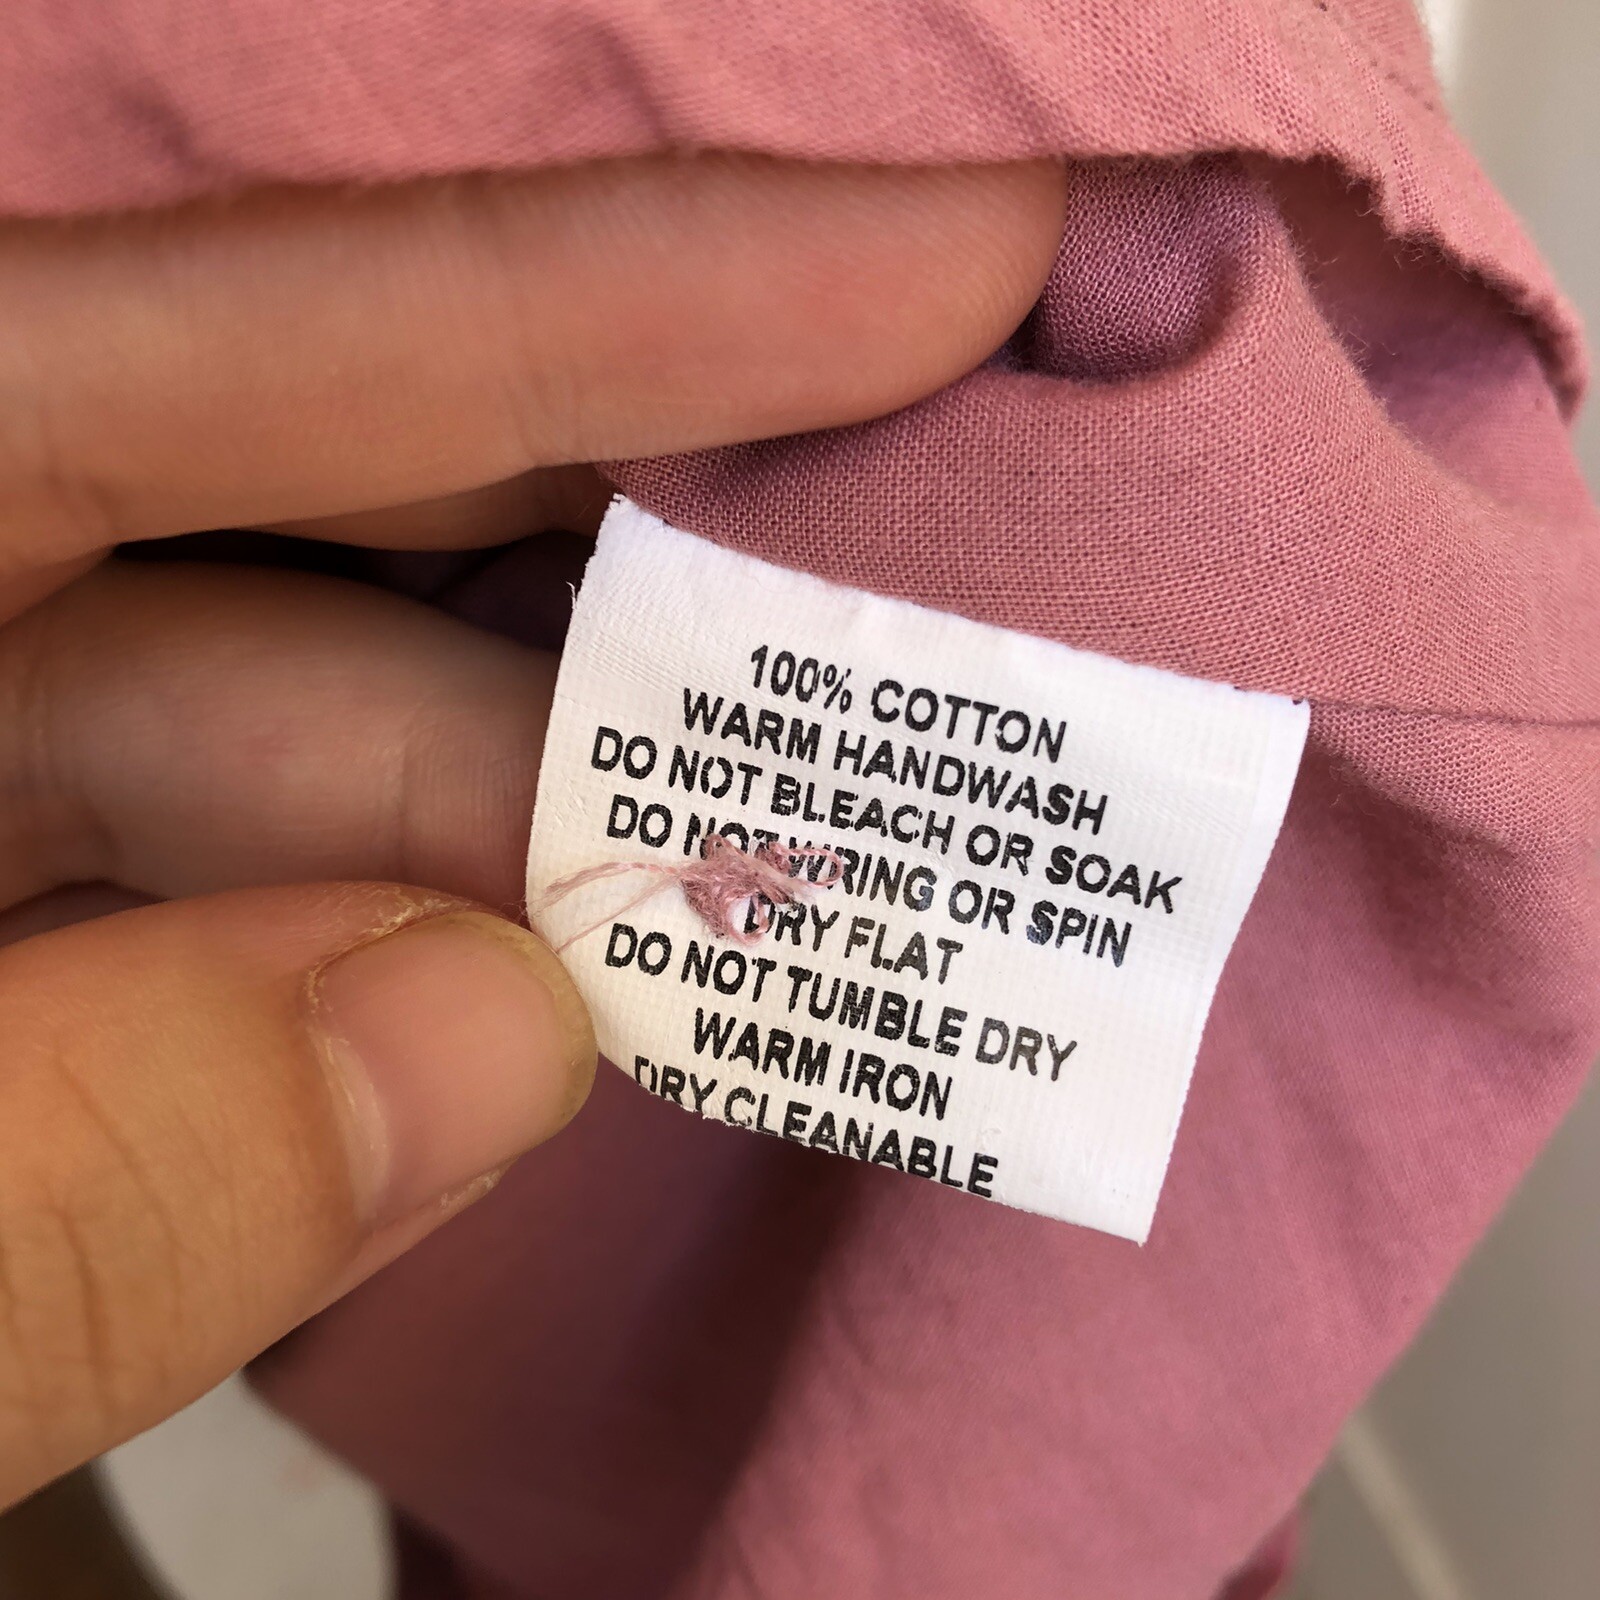 100% COTTON
WARM HANDWASH
DO NOT BLEACH OR SOAK
DO NOT WRING OR SPIN
DRY FLAT
DO NOT TUMBLE DRY
WARM IRON
DRY CLEANABLE